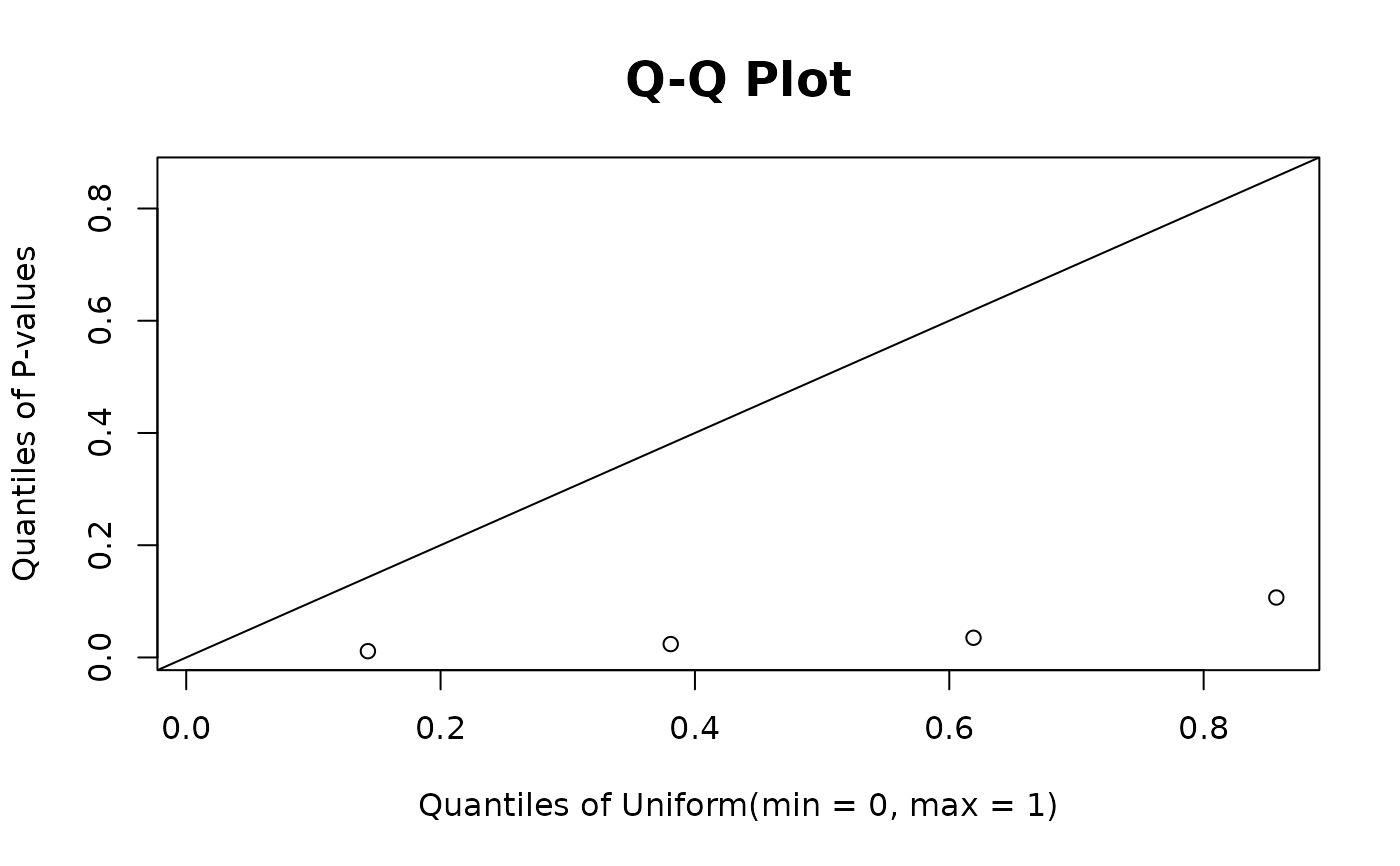 Q-Q Plot
Quantiles of P-values
0.8
0.6
0.4
0.2
0.0
0.0 0.2 0.4 0.6 0.8
Quantiles of Uniform(min = 0, max = 1)